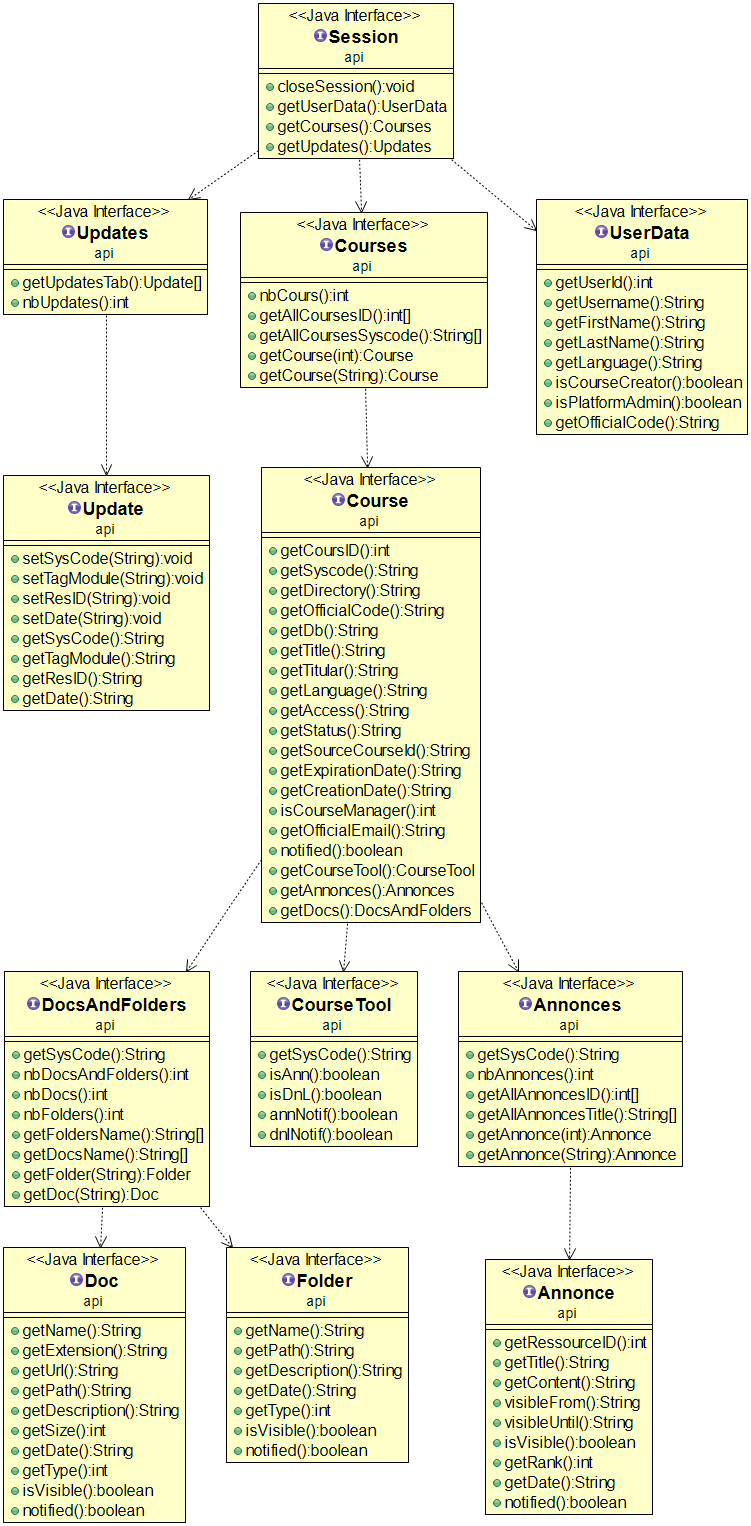 <<Java Interface>>
Session
api
closeSession():void
getUserData():UserData
getCourses():Courses
getUpdates():Updates
<<Java Interface>>
Updates
api
getUpdatesTab():Update[]
nbUpdates():int
<<Java Interface>>
Courses
api
nbCours():int
getAllCoursesID():int[]
getAllCoursesSyscode():String[]
getCourse(int):Course
getCourse(String):Course
<<Java Interface>>
UserData
api
getUserId():int
getUsername():String
getFirstName():String
getLastName():String
getLanguage():String
isCourseCreator():boolean
isPlatformAdmin():boolean
getOfficialCode():String
<<Java Interface>>
Update
api
setSysCode(String):void
setTagModule(String):void
setResID(String):void
setDate(String):void
getSysCode():String
getTagModule():String
getResID():String
getDate():String
<<Java Interface>>
Course
api
getCoursID():int
getSyscode():String
getDirectory():String
getOfficialCode():String
getDb():String
getTitle():String
getTitular():String
getLanguage():String
getAccess():String
getStatus():String
getSourceCourseId():String
getExpirationDate():String
getCreationDate():String
isCourseManager():int
getOfficialEmail():String
notified():boolean
getCourseTool():CourseTool
getAnnonces():Annonces
getDocs():DocsAndFolders
<<Java Interface>>
DocsAndFolders
api
getSysCode():String
nbDocsAndFolders():int
nbDocs():int
nbFolders():int
getFoldersName():String[]
getDocsName():String[]
getFolder(String):Folder
getDoc(String):Doc
<<Java Interface>>
CourseTool
api
getSysCode():String
isAnn():boolean
isDnL():boolean
annNotif():boolean
dnlNotif():boolean
<<Java Interface>>
Annonces
api
getSysCode():String
nbAnnonces():int
getAllAnnoncesID():int[]
getAllAnnoncesTitle():String[]
getAnnonce(int):Annonce
getAnnonce(String):Annonce
<<Java Interface>>
Doc
api
getName():String
getExtension():String
getUrl():String
getPath():String
getDescription():String
getSize():int
getDate():String
getType():int
isVisible():boolean
notified():boolean
<<Java Interface>>
Folder
api
getName():String
getPath():String
getDescription():String
getDate():String
getType():int
isVisible():boolean
notified():boolean
<<Java Interface>>
Annonce
api
getRessourceID():int
getTitle():String
getContent():String
visibleFrom():String
visibleUntil():String
isVisible():boolean
getRank():int
getDate():String
notified():boolean